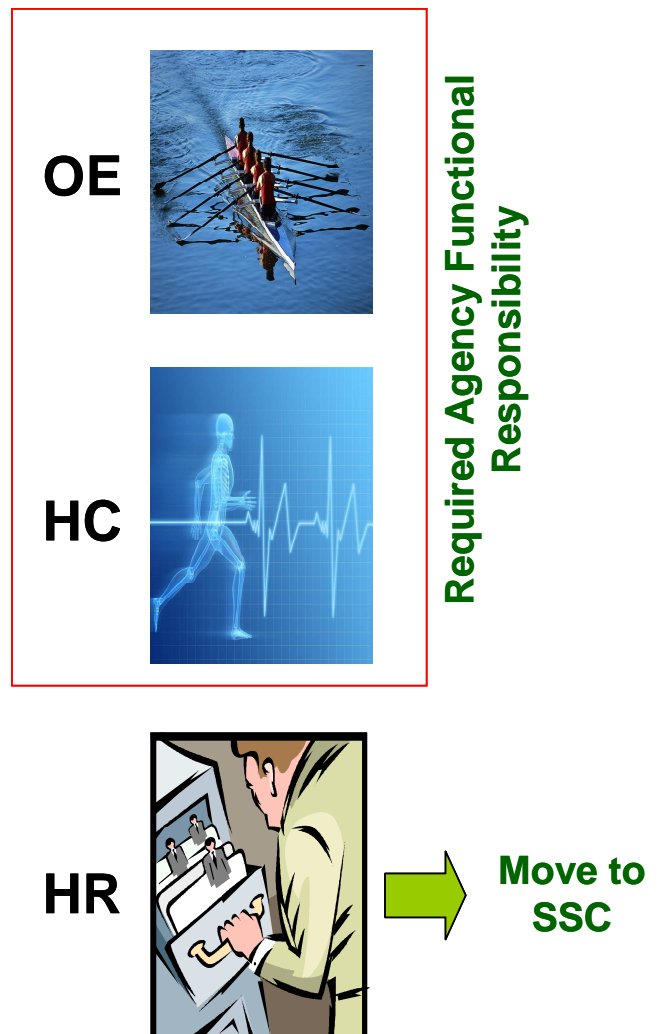 OE
HC
Required Agency Functional
Responsibility
HR
Move to
SSC